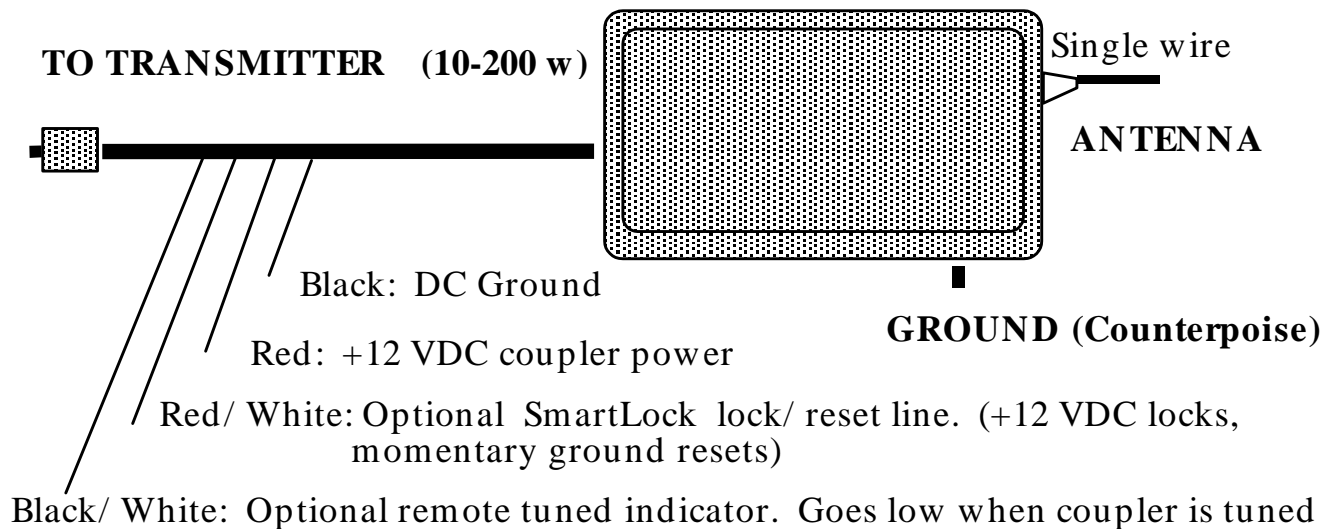 TO TRANSMITTER (10-200 w)
Single wire
ANTENNA
Black: DC Ground
GROUND (Counterpoise)
Red: +12 VDC coupler power
Red/ White: Optional SmartLock lock/ reset line. (+12 VDC locks,
momentary ground resets)
Black/ White: Optional remote tuned indicator. Goes low when coupler is tuned